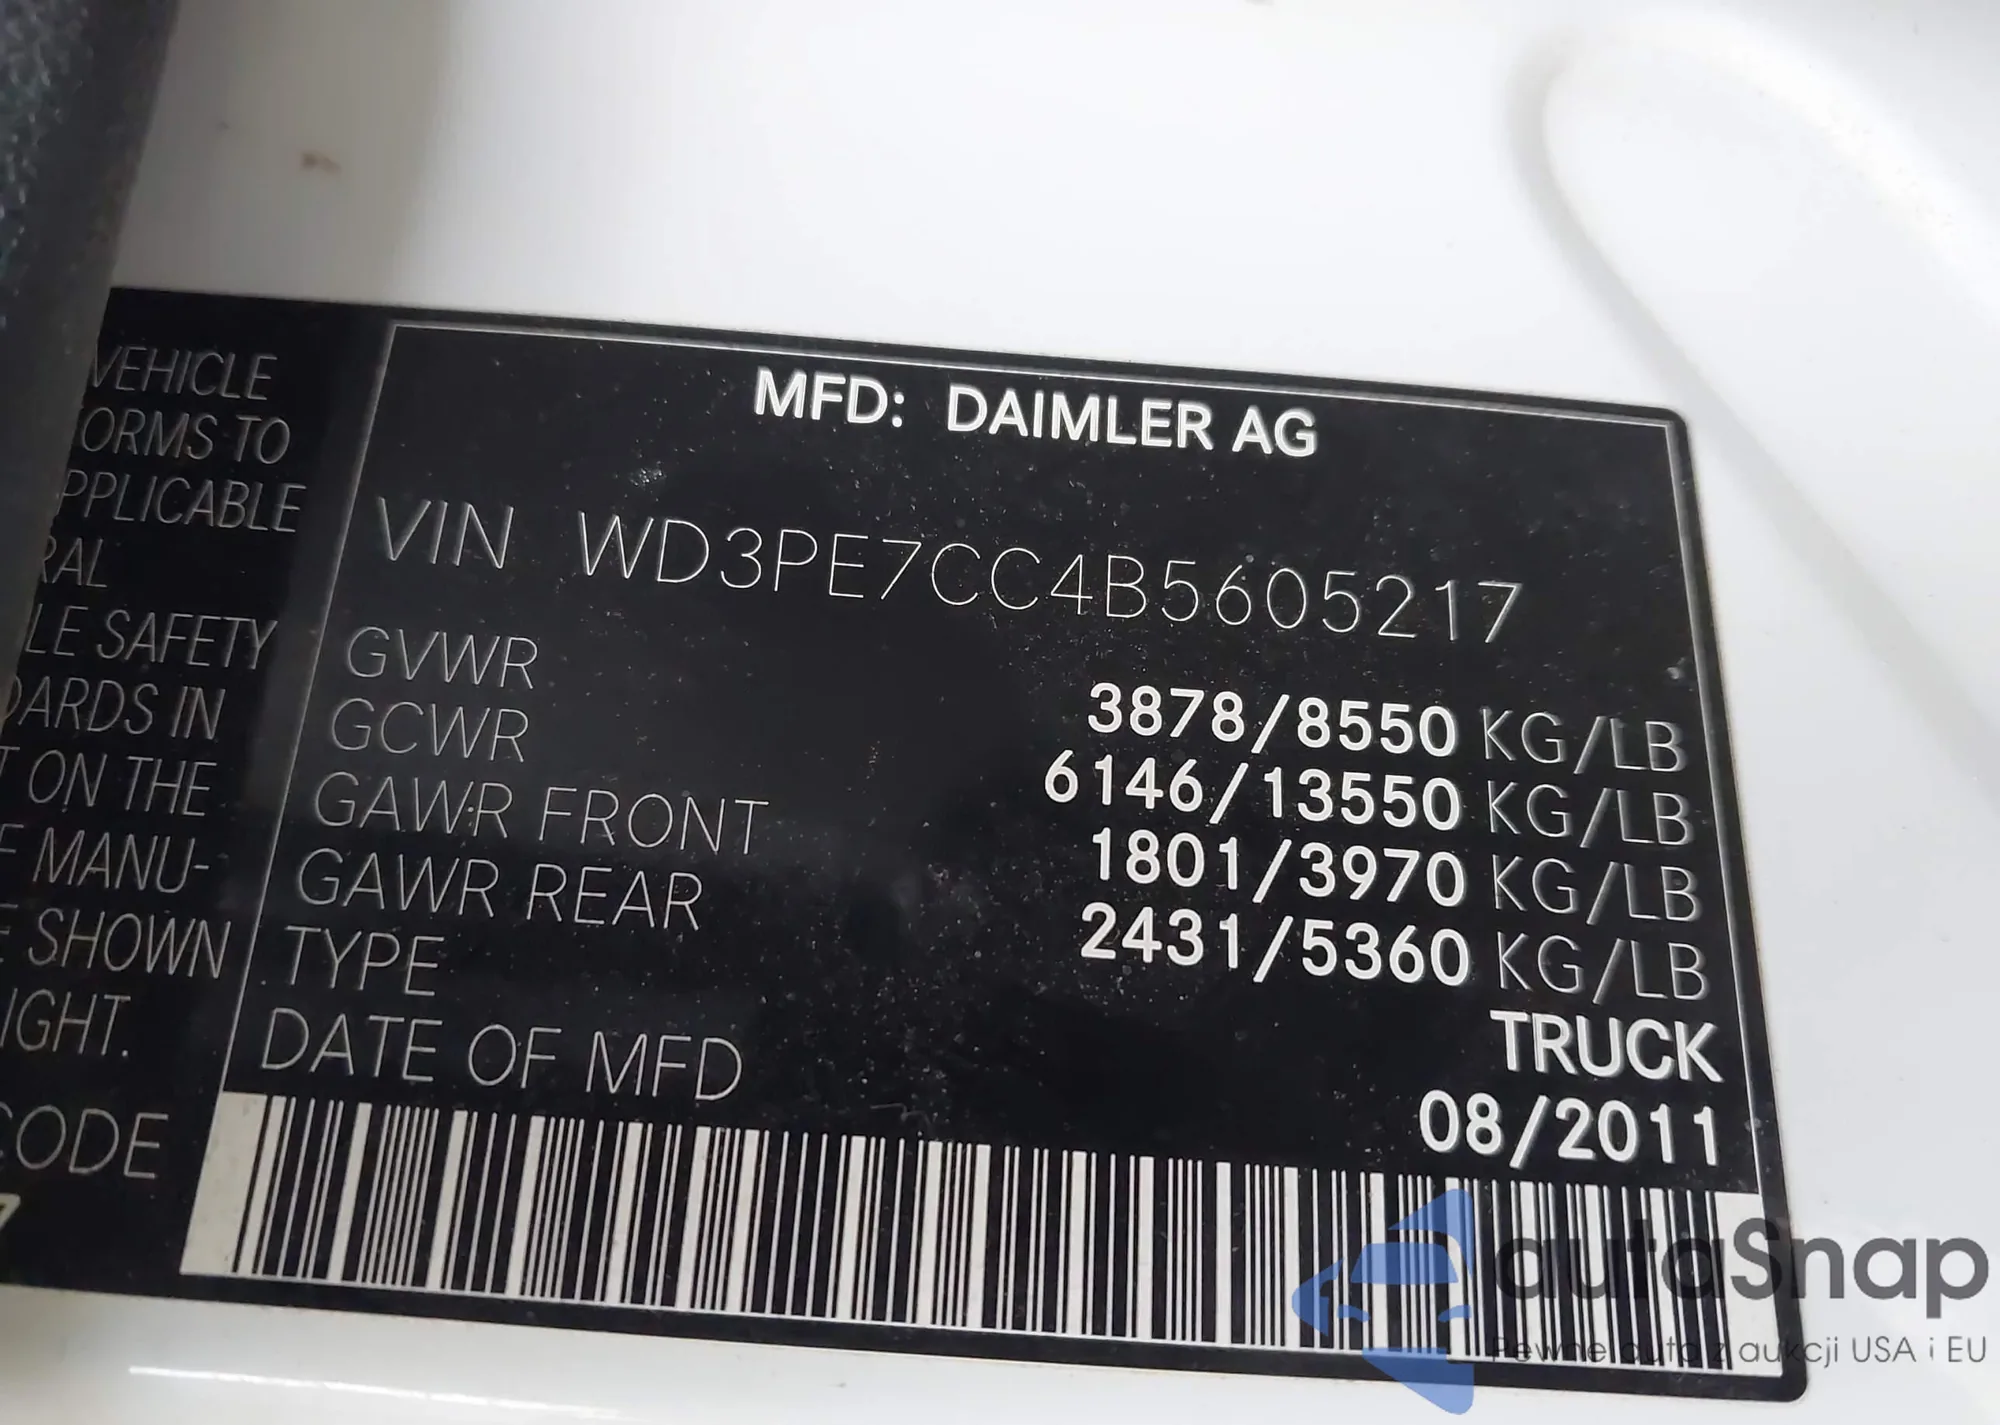 VEHICLE
ORMS TO
PPLICABLE
RAL
LE SAFETY
DARDS IN
T ON THE
F MANU-
E SHOWN
IGHT.
CODE
7
MFD: DAIMLER AG
VIN WD3PE7CC4B5605217
GVWR 3878/8550 KG/LB
GCWR 6146/13550 KG/LB
GAWR FRONT 1801/3970 KG/LB
GAWR REAR 2431/5360 KG/LB
TYPE TRUCK
DATE OF MFD 08/2011
autaSnap
Pewne auta z aukcji USA i EU